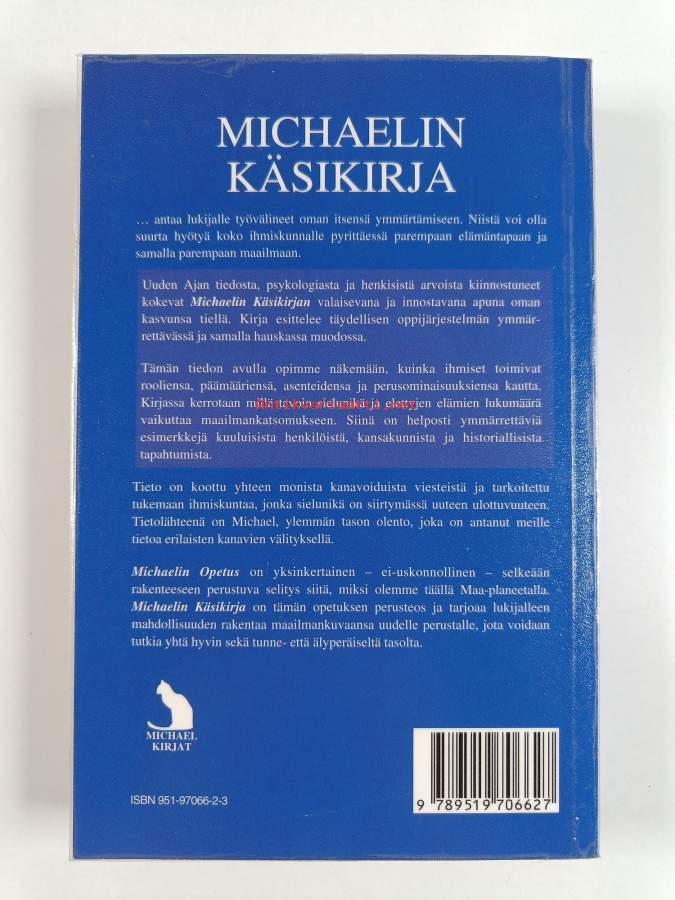 MICHAELIN
KÄSIKIRJA
… antaa lukijalle työvälineet oman itsensä ymmärtämiseen. Niistä voi olla
suurta hyötyä koko ihmiskunnalle pyrittäessä parempaan elämäntapaan ja
samalla parempaan maailmaan.
Uuden Ajan tiedosta, psykologiasta ja henkisistä arvoista kiinnostuneet
kokevat Michaelin Käsikirjan valaisevana ja innostavana apuna oman
kasvunsa tiellä. Kirja esittelee täydellisen oppijärjestelmän ymmär-
rettävässä ja samalla hauskassa muodossa.
Tämän tiedon avulla opimme näkemään, kuinka ihmiset toimivat
rooliensa, päämääriensä, asenteidensa ja perusominaisuuksiensa kautta.
Kirjassa kerrotaan millä tavoin sielunikä ja elettyjen elämien lukumäärä
vaikuttaa maailmankatsomukseen. Siinä on helposti ymmärrettäviä
esimerkkejä kuuluisista henkilöistä, kansakunnista ja historiallisista
tapahtumista.
Tieto on koottu yhteen monista kanavoiduista viesteistä ja tarkoitettu
tukemaan ihmiskuntaa, jonka sielunikä on siirtymässä uuteen ulottuvuuteen.
Tietolähteenä on Michael, ylemmän tason olento, joka on antanut meille
tietoa erilaisten kanavien välityksellä.
Michaelin Opetus on yksinkertainen – ei-uskonnollinen – selkeään
rakenteeseen perustuva selitys siitä, miksi olemme täällä Maa-planeetalla.
Michaelin Käsikirja on tämän opetuksen perusteos ja tarjoaa lukijalleen
mahdollisuuden rakentaa maailmankuvaansa uudelle perustalle, jota voidaan
tutkia yhtä hyvin sekä tunne- että älyperäiseltä tasolta.
MICHAEL
KIRJAT
ISBN 951-97066-2-3
9 789519 706627